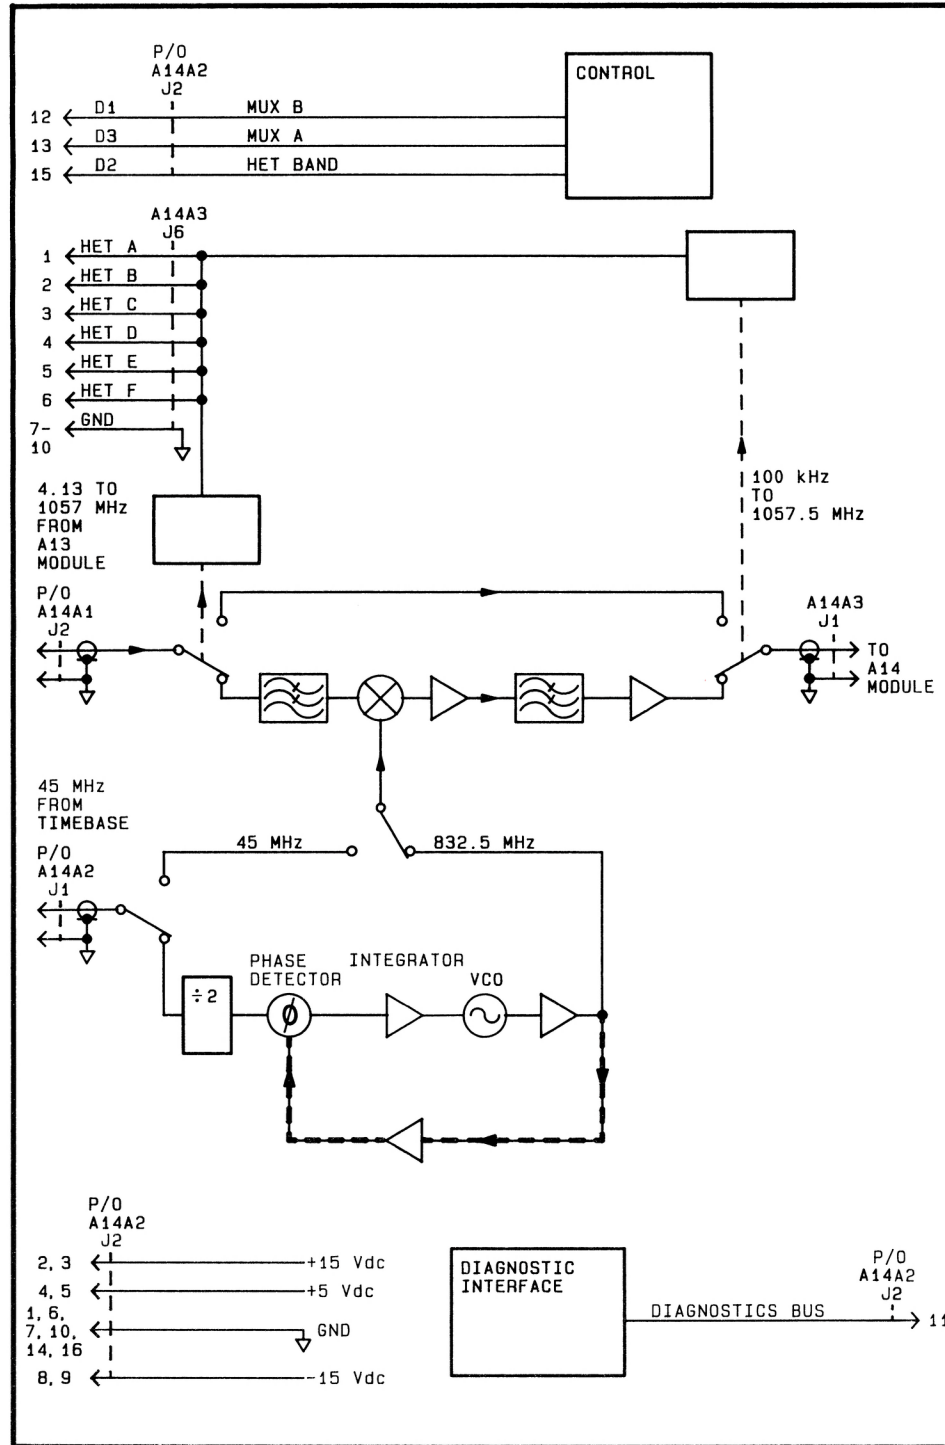 P/O
A14A2
J2
CONTROL
12 D1 MUX B
13 D3 MUX A
15 D2 HET BAND
A14A3
J6
1 HET A
2 HET B
3 HET C
4 HET D
5 HET E
6 HET F
7-
10
GND
4.13 TO
1057 MHz
FROM
A13
MODULE
100 kHz
TO
1057.5 MHz
P/O
A14A1
J2
A14A3
J1
TO
A14
MODULE
45 MHz
FROM
TIMEBASE
P/O
A14A2
J1
45 MHz
832.5 MHz
PHASE
DETECTOR
INTEGRATOR
VCO
÷2
ϕ
P/O
A14A2
J2
2, 3 +15 Vdc
4, 5 +5 Vdc
1, 6,
7, 10,
14, 16
GND
8, 9 -15 Vdc
DIAGNOSTIC
INTERFACE
DIAGNOSTICS BUS
P/O
A14A2
J2
11